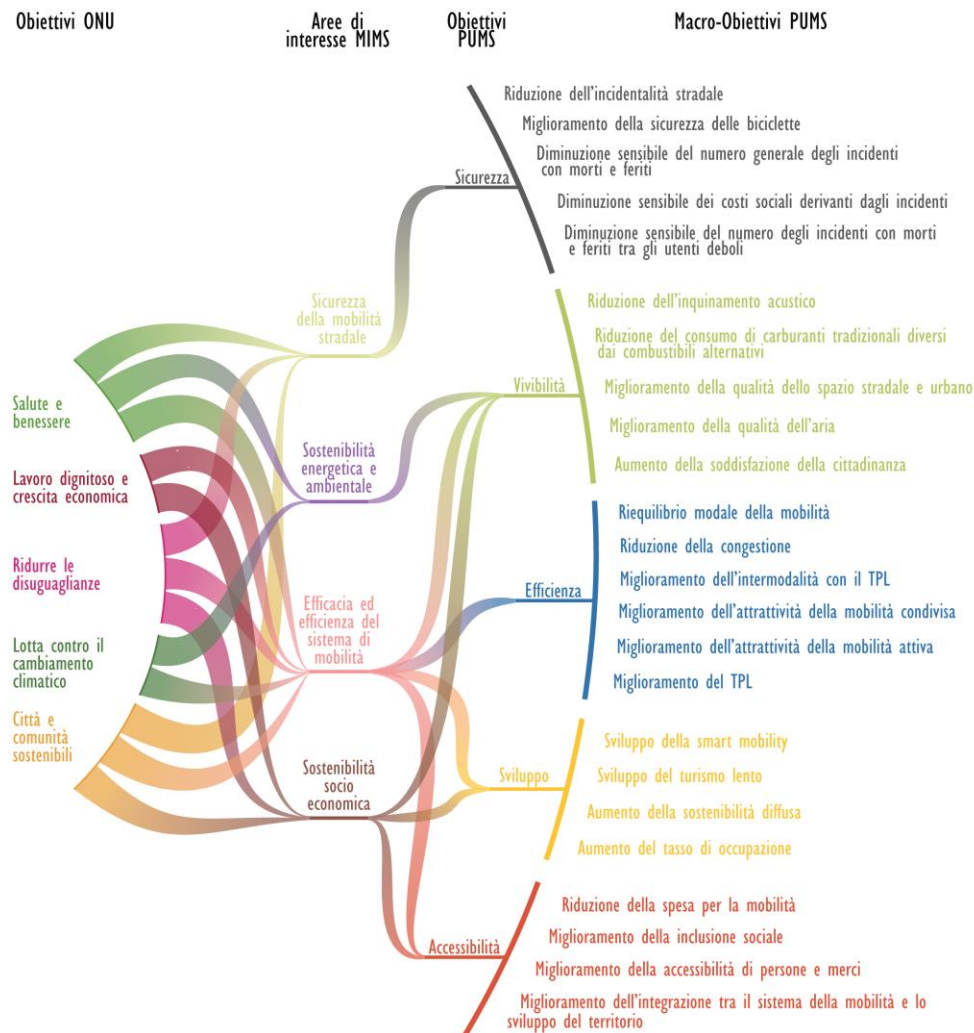 Obiettivi ONU
Aree di
interesse MIMS
Obiettivi
PUMS
Macro-Obiettivi PUMS
Salute e
benessere
Lavoro dignitoso e
crescita economica
Ridurre le
disuguaglianze
Lotta contro il
cambiamento
climatico
Città e
comunità
sostenibili
Sicurezza
della mobilità
stradale
Sostenibilità
energetica e
ambientale
Efficacia ed
efficienza del
sistema di
mobilità
Sostenibilità
socio
economica
Sicurezza
Riduzione dell'incidentalità stradale
Miglioramento della sicurezza delle biciclette
Diminuzione sensibile del numero generale degli incidenti
con morti e feriti
Diminuzione sensibile dei costi sociali derivanti dagli incidenti
Diminuzione sensibile del numero degli incidenti con morti
e feriti tra gli utenti deboli
Vivibilità
Riduzione dell'inquinamento acustico
Riduzione del consumo di carburanti tradizionali diversi
dai combustibili alternativi
Miglioramento della qualità dello spazio stradale e urbano
Miglioramento della qualità dell'aria
Aumento della soddisfazione della cittadinanza
Efficienza
Riequilibrio modale della mobilità
Riduzione della congestione
Miglioramento dell'intermodalità con il TPL
Miglioramento dell'attrattività della mobilità condivisa
Miglioramento dell'attrattività della mobilità attiva
Miglioramento del TPL
Sviluppo
Sviluppo della smart mobility
Sviluppo del turismo lento
Aumento della sostenibilità diffusa
Aumento del tasso di occupazione
Accessibilità
Riduzione della spesa per la mobilità
Miglioramento della inclusione sociale
Miglioramento della accessibilità di persone e merci
Miglioramento dell'integrazione tra il sistema della mobilità e lo
sviluppo del territorio